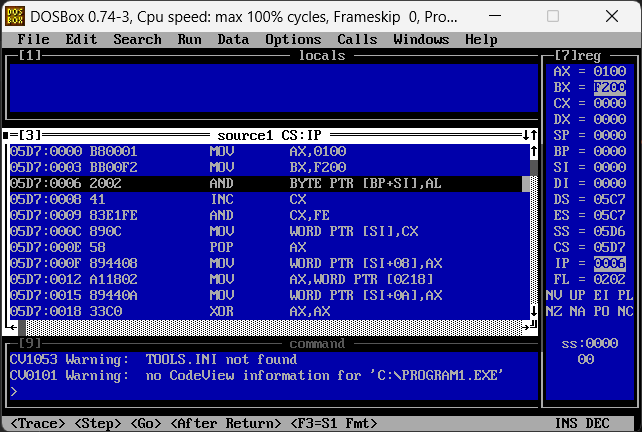 DOSBox 0.74-3, Cpu speed: max 100% cycles, Frameskip 0, Pro...
File Edit Search Run Data Options Calls Windows Help
[1] locals
[7]reg
AX = 0100
BX = F200
CX = 0000
DX = 0000
SP = 0000
BP = 0000
SI = 0000
DI = 0000
DS = 05C7
ES = 05C7
SS = 05D6
CS = 05D7
IP = 0006
FL = 0202
NV UP EI PL
NZ NA PO NC
ss:0000
00
[3] source1 CS:IP
05D7:0000 B80001 MOV AX,0100
05D7:0003 BB00F2 MOV BX,F200
05D7:0006 2002 AND BYTE PTR [BP+SI],AL
05D7:0008 41 INC CX
05D7:0009 83E1FE AND CX,FE
05D7:000C 890C MOV WORD PTR [SI],CX
05D7:000E 58 POP AX
05D7:000F 894408 MOV WORD PTR [SI+08],AX
05D7:0012 A11802 MOV AX,WORD PTR [0218]
05D7:0015 89440A MOV WORD PTR [SI+0A],AX
05D7:0018 33C0 XOR AX,AX
[9] command
CV1053 Warning: TOOLS.INI not found
CV0101 Warning: no CodeView information for 'C:\PROGRAM1.EXE'
>
<Trace> <Step> <Go> <After Return> <F3=S1 Fmt> INS DEC